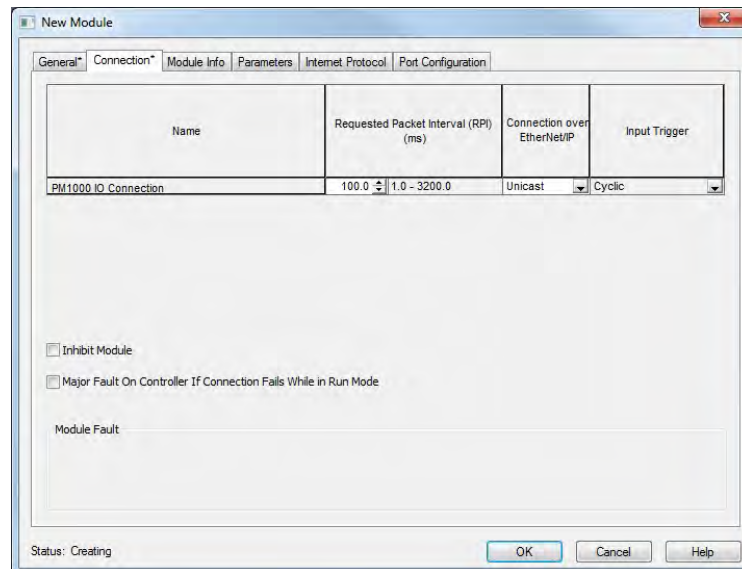 New Module
General* Connection* Module Info Parameters Internet Protocol Port Configuration
Name Requested Packet Interval (RPI) (ms) Connection over EtherNet/IP Input Trigger
PM1000 IO Connection 100.0 1.0 - 3200.0 Unicast Cyclic
Inhibit Module
Major Fault On Controller If Connection Fails While in Run Mode
Module Fault
Status: Creating OK Cancel Help